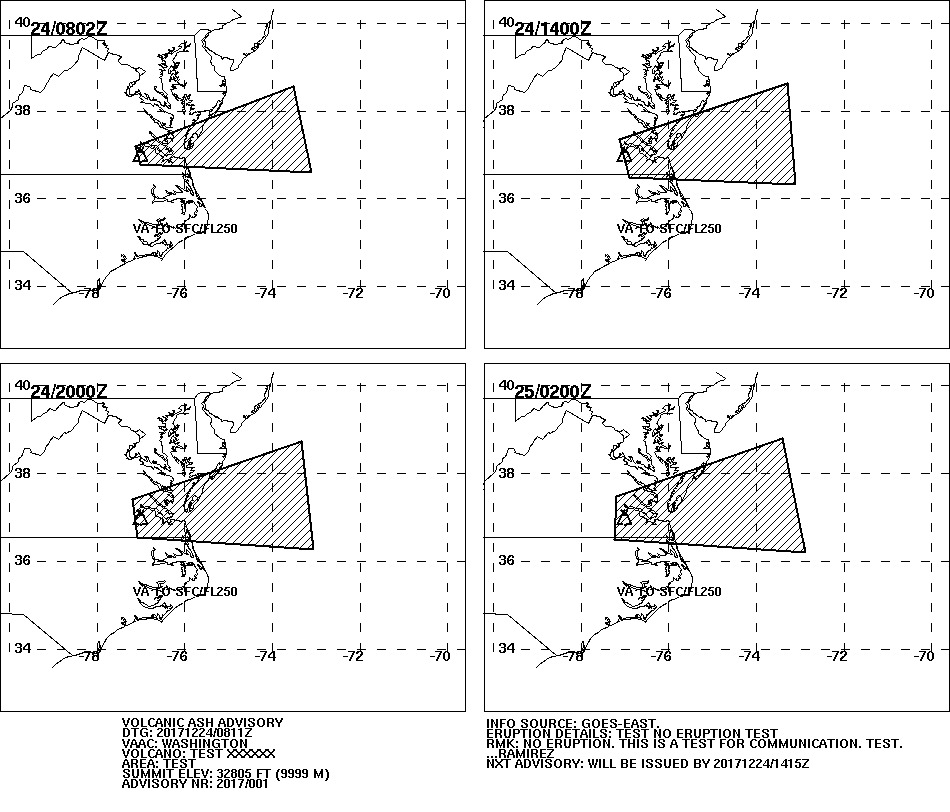 24/0802Z
40
38
36
34
-78
-76
-74
-72
-70
VA TO SFC/FL250
24/1400Z
40
38
36
34
-78
-76
-74
-72
-70
VA TO SFC/FL250
24/2000Z
40
38
36
34
-78
-76
-74
-72
-70
VA TO SFC/FL250
25/0200Z
40
38
36
34
-78
-76
-74
-72
-70
VA TO SFC/FL250
VOLCANIC ASH ADVISORY
DTG: 20171224/0811Z
VAAC: WASHINGTON
VOLCANO: TEST XXXXXX
AREA: TEST
SUMMIT ELEV: 32805 FT (9999 M)
ADVISORY NR: 2017/001
INFO SOURCE: GOES-EAST.
ERUPTION DETAILS: TEST NO ERUPTION TEST
RMK: NO ERUPTION. THIS IS A TEST FOR COMMUNICATION. TEST.
...RAMIREZ
NXT ADVISORY: WILL BE ISSUED BY 20171224/1415Z